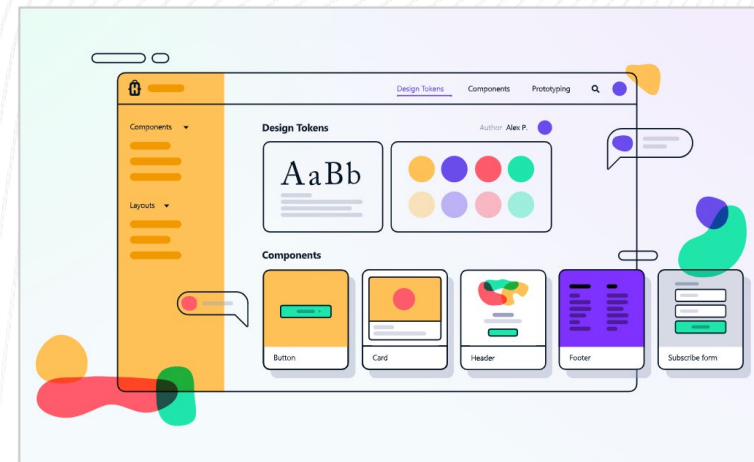 Design Tokens Components Prototyping
Components
Layouts
Design Tokens
Author Alex P.
AaBb
Components
Button
Card
Header
Footer
Subscribe form